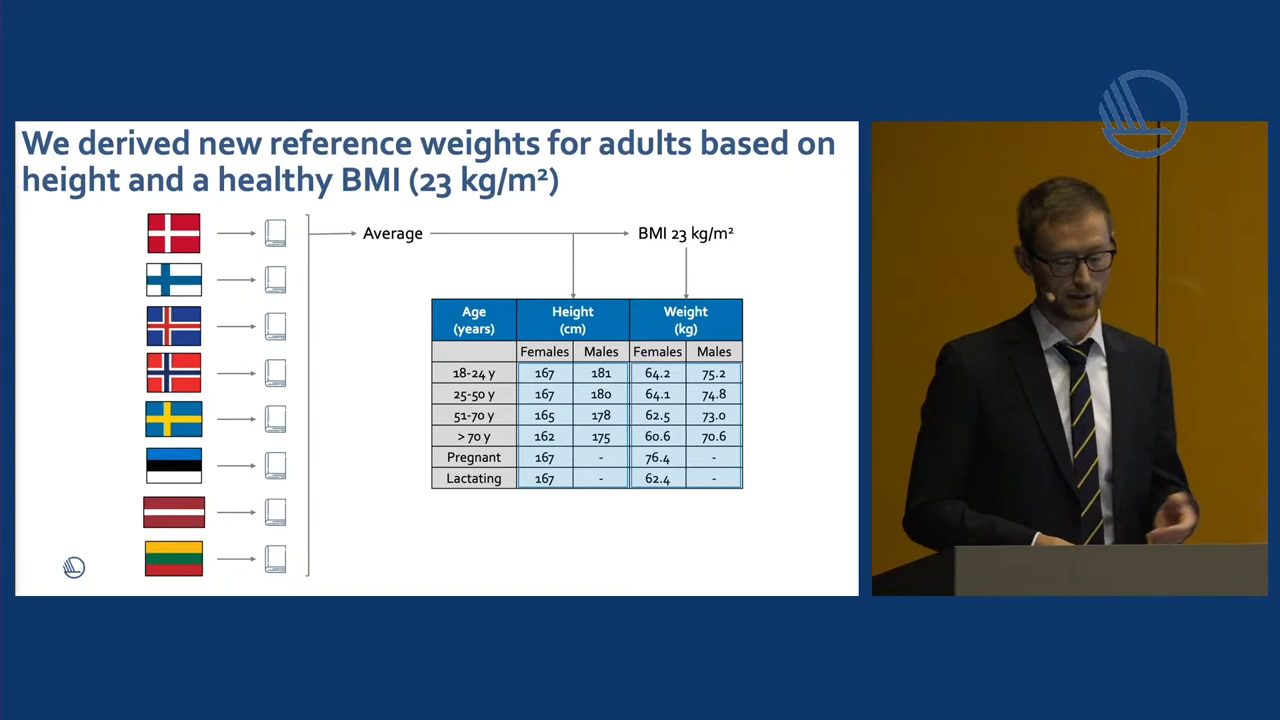 We derived new reference weights for adults based on
height and a healthy BMI (23 kg/m²)
Average
BMI 23 kg/m²
Age (years) Height (cm) Weight (kg)
Females Males Females Males
18-24 y 167 181 64.2 75.2
25-50 y 167 180 64.1 74.8
51-70 y 165 178 62.5 73.0
> 70 y 162 175 60.6 70.6
Pregnant 167 - 76.4 -
Lactating 167 - 62.4 -